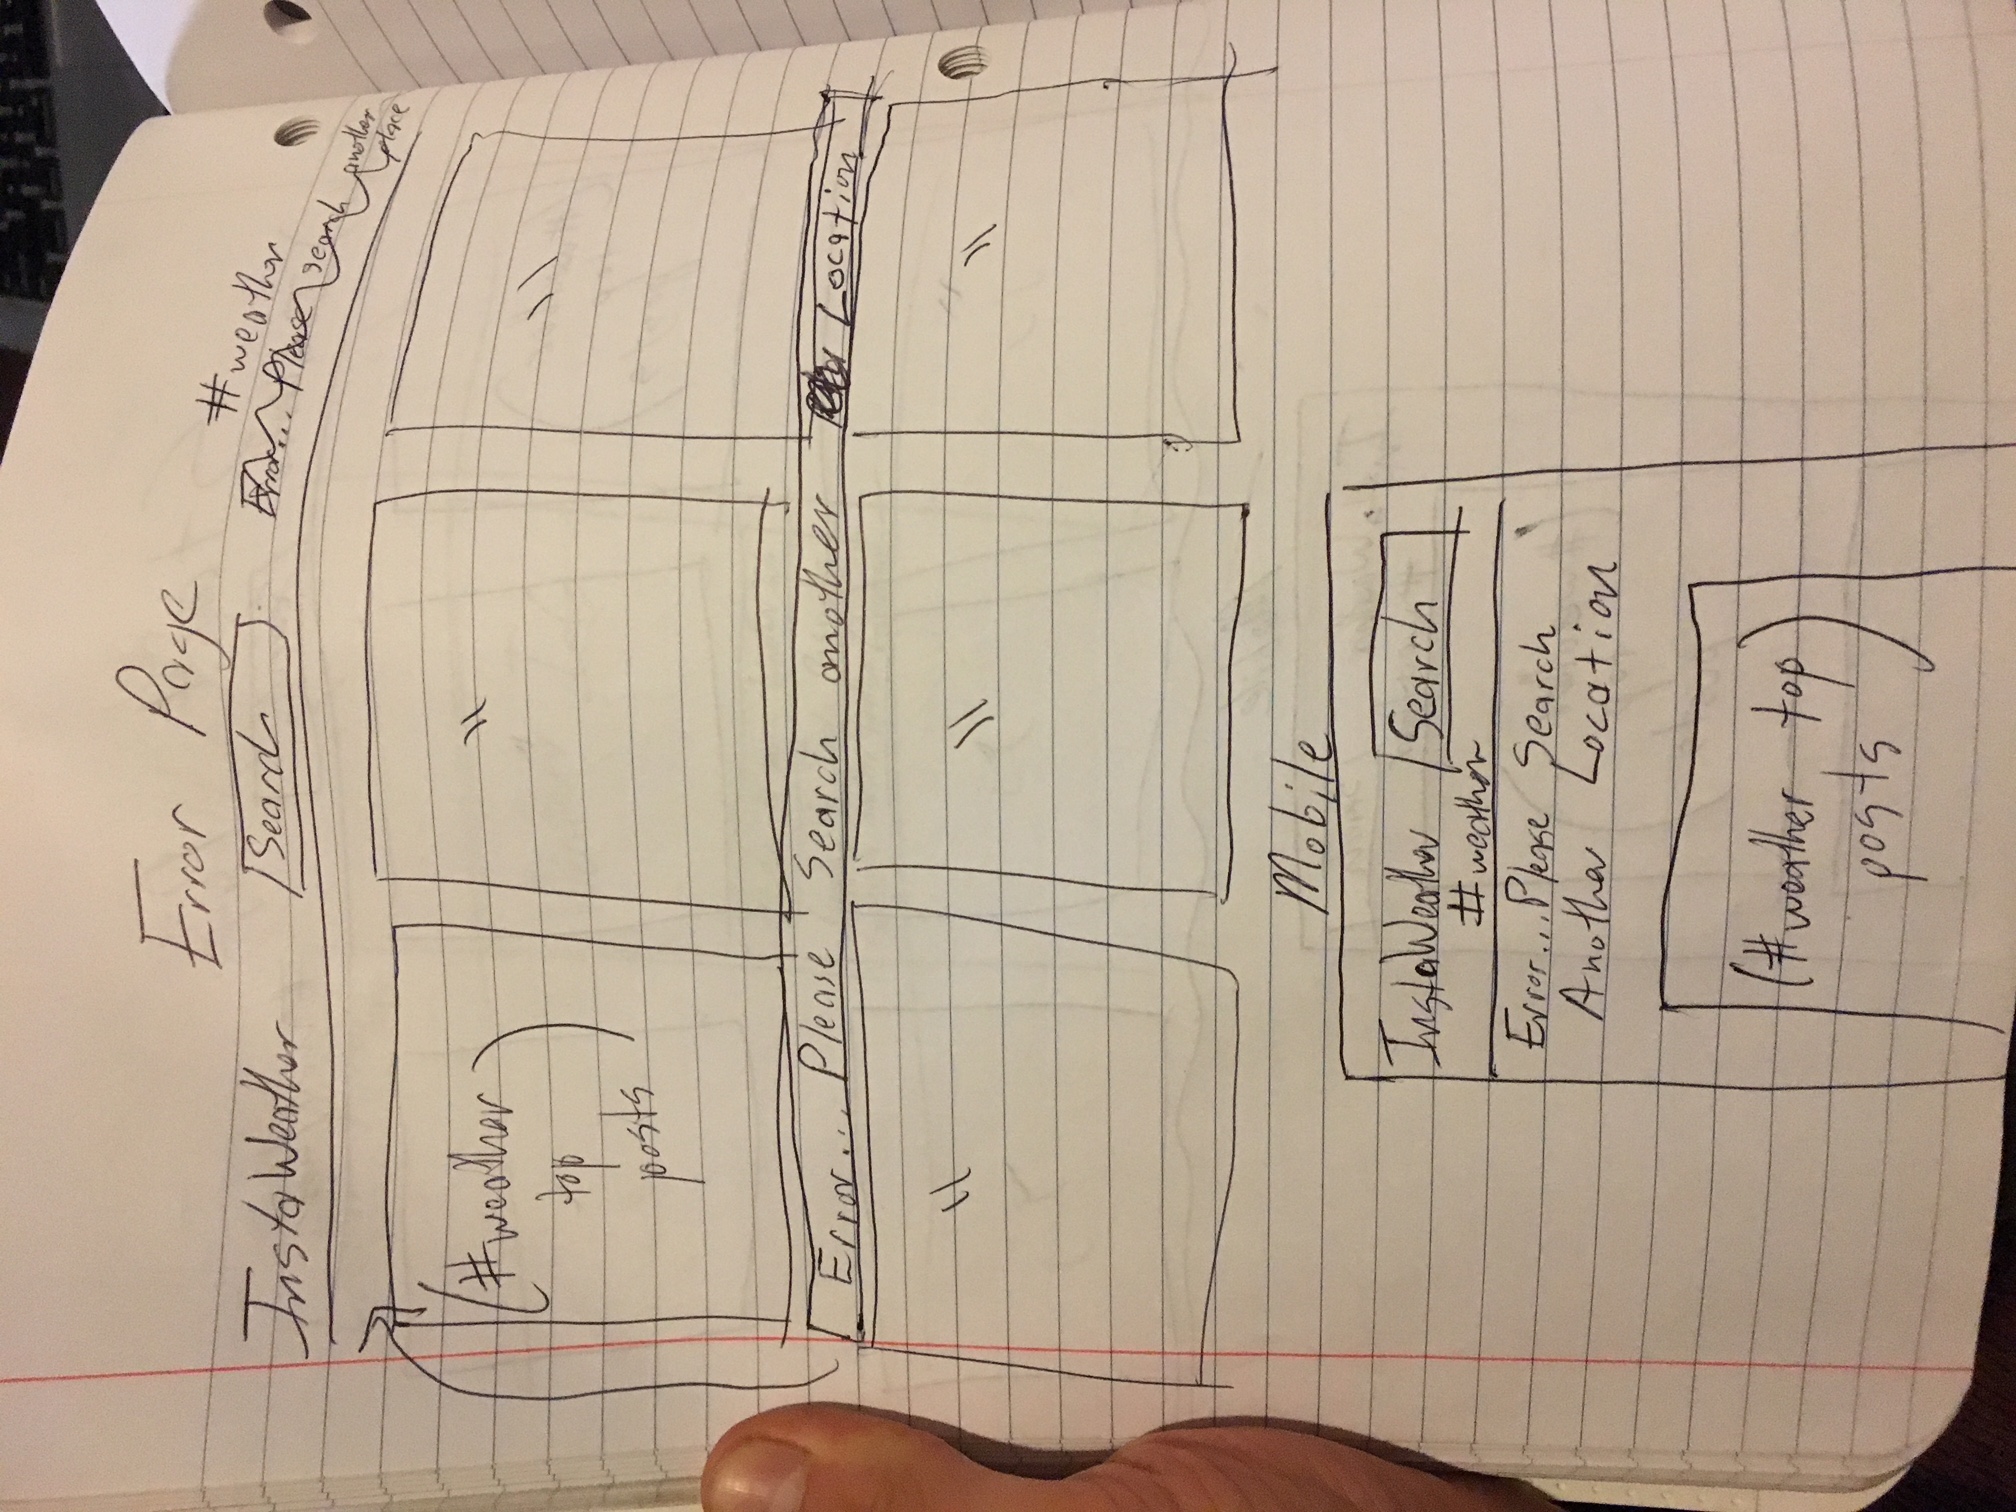 Error Page
#weather
InstaWeather Search
Error... Please search another place
(#weather
top
posts)
"
"
Error... Please Search another Location
"
"
"
Mobile
InstaWeather Search
#weather
Error...Please Search
Another Location
(#weather top
posts)